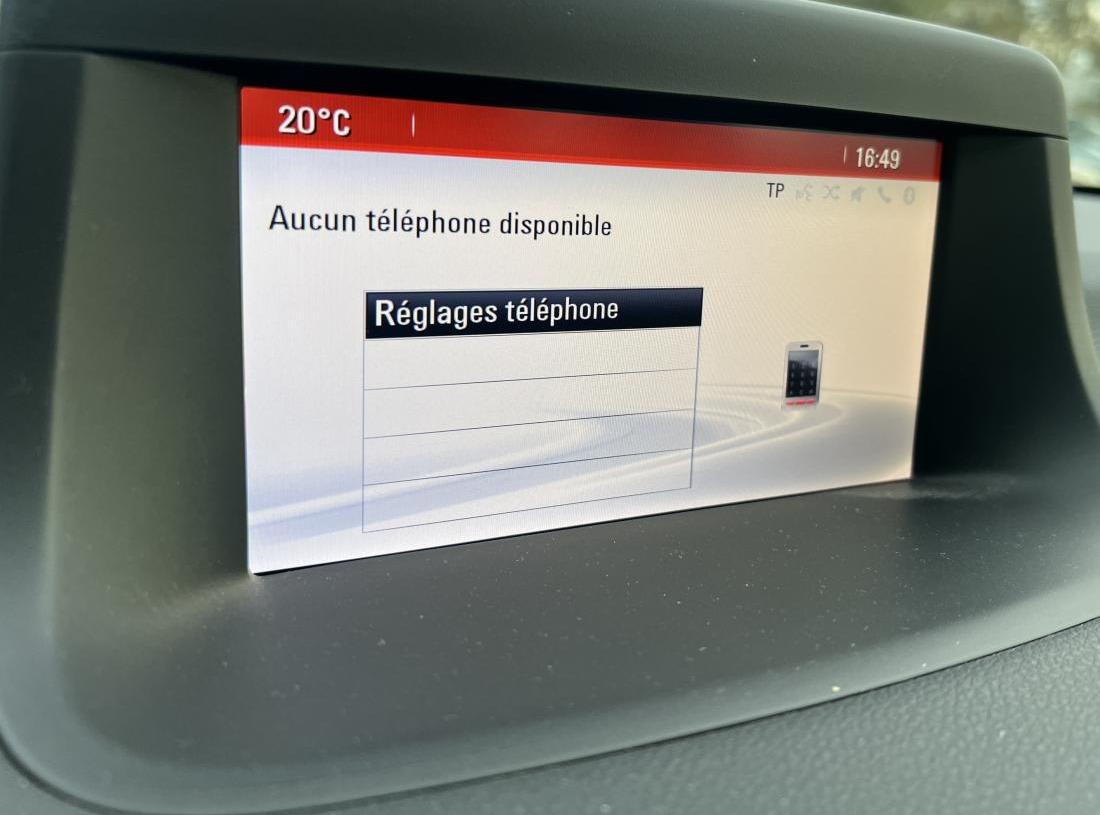 20°C
16:49
TP
Aucun téléphone disponible
Réglages téléphone